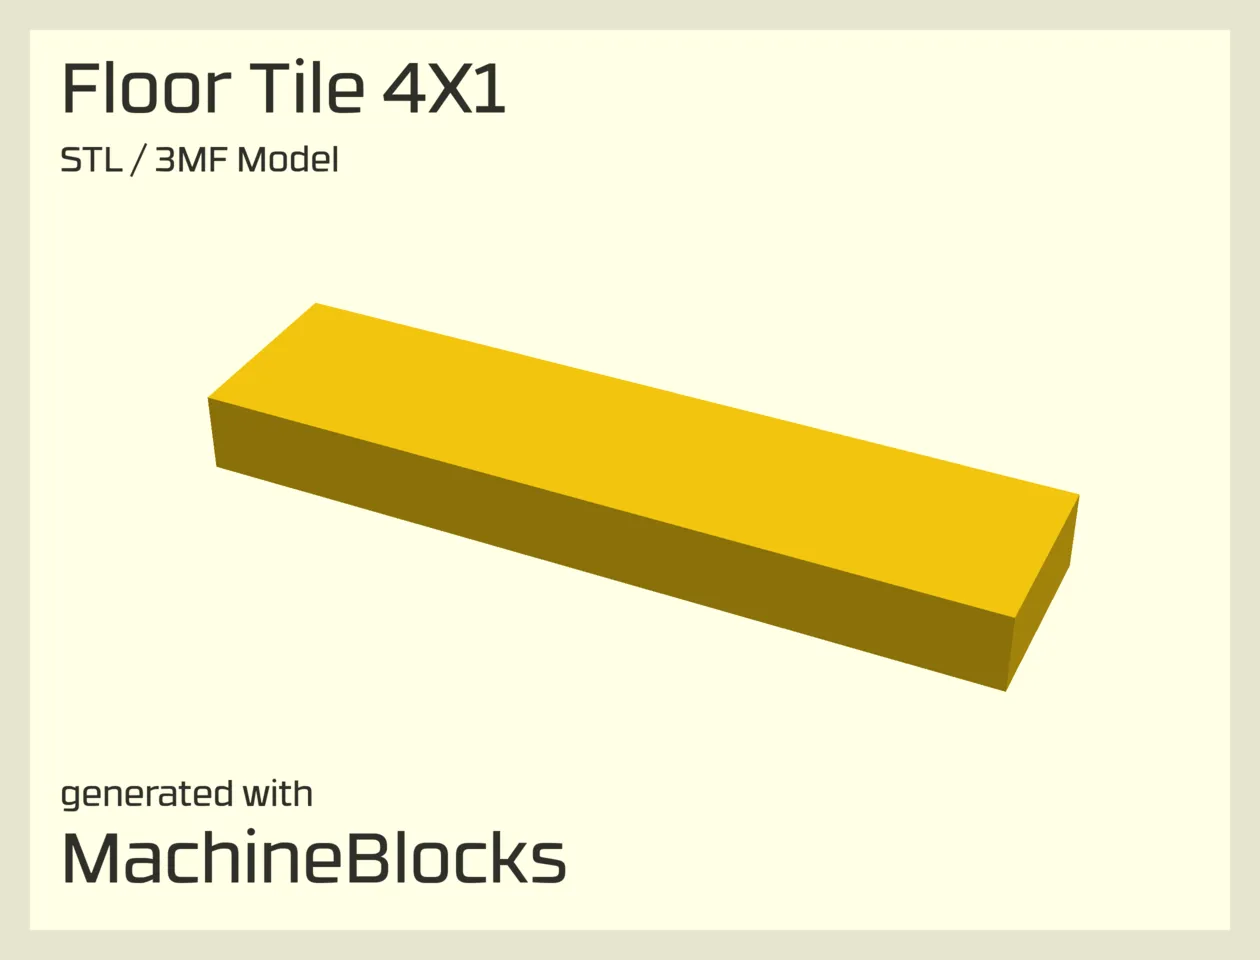 Floor Tile 4X1
STL / 3MF Model
generated with
MachineBlocks